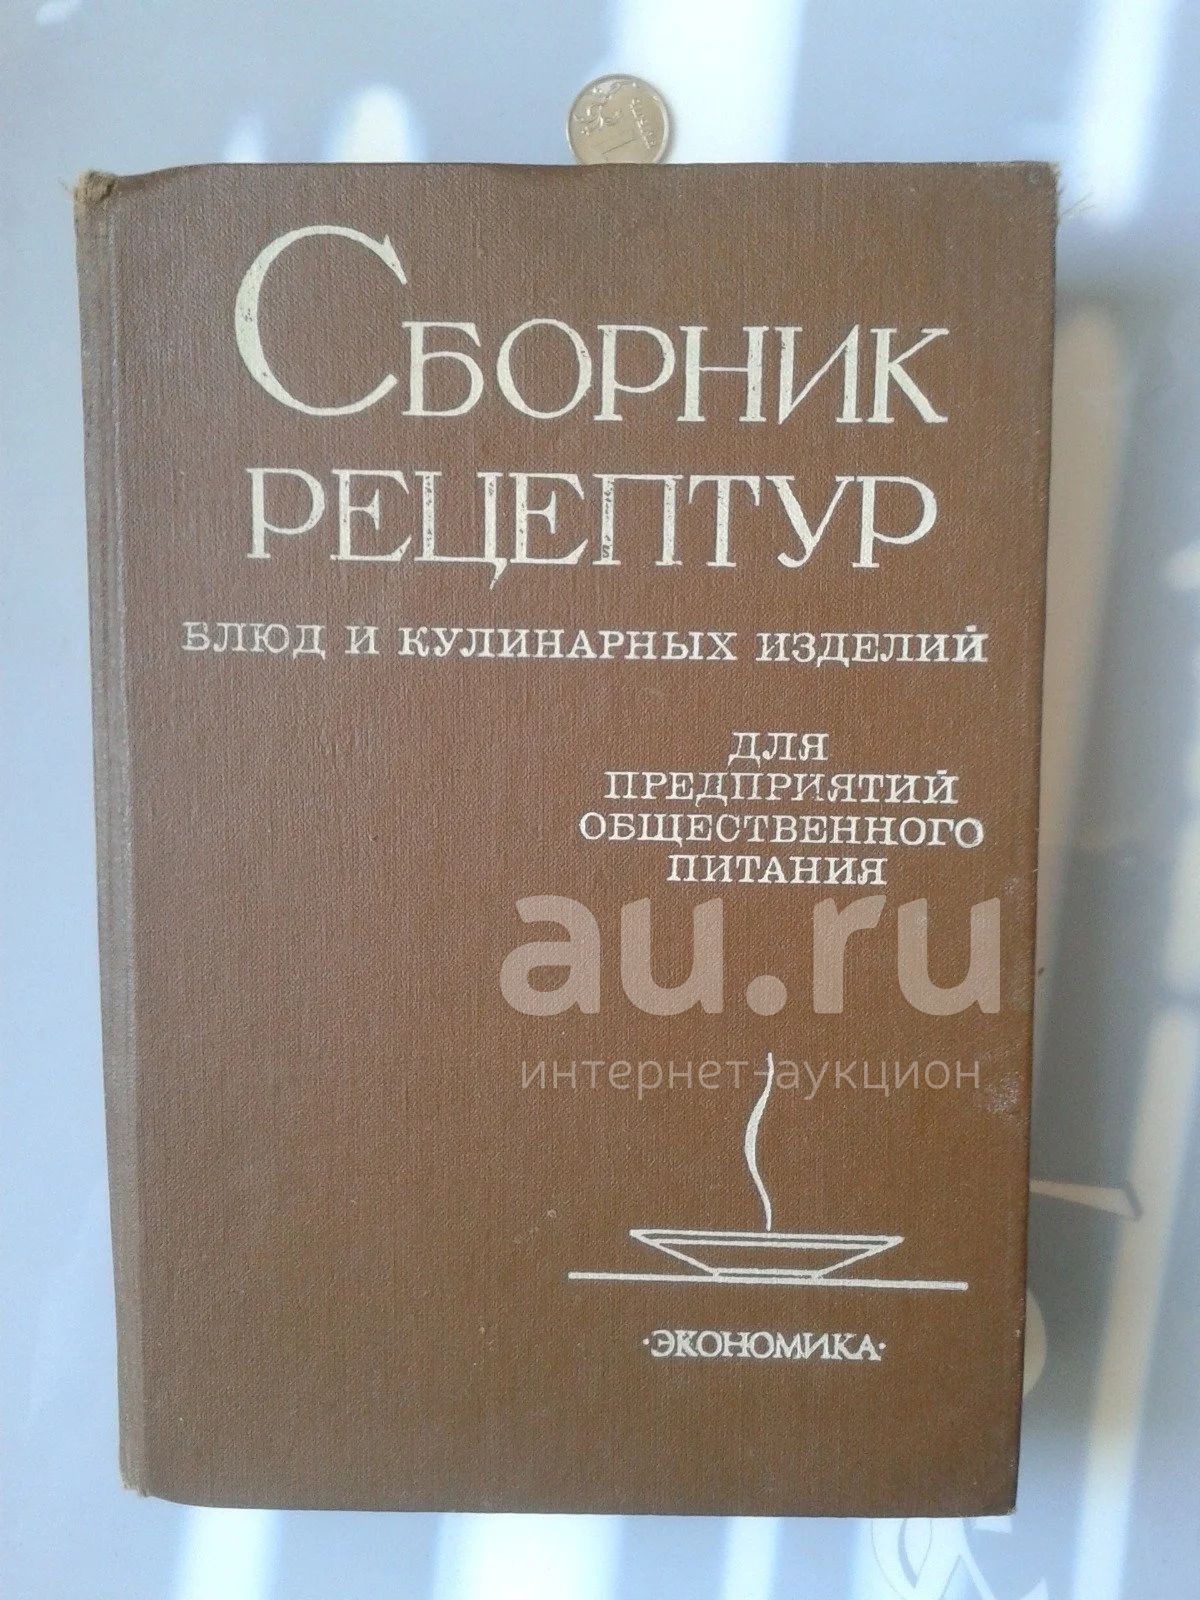 СБОРНИК
РЕЦЕПТУР
БЛЮД И КУЛИНАРНЫХ ИЗДЕЛИЙ
ДЛЯ
ПРЕДПРИЯТИЙ
ОБЩЕСТВЕННОГО
ПИТАНИЯ
au.ru
интернет-аукцион
·ЭКОНОМИКА·